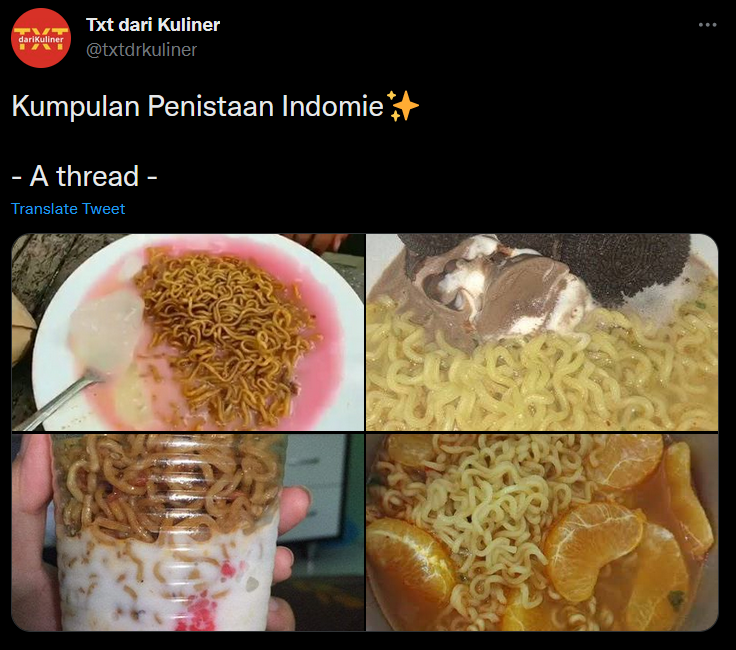 TXT
dariKuliner
Txt dari Kuliner
@txtdrkuliner
Kumpulan Penistaan Indomie✨
- A thread -
Translate Tweet